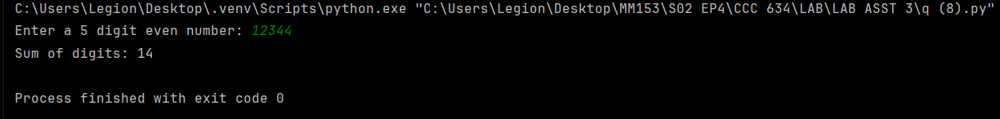 C:\Users\Legion\Desktop\.venv\Scripts\python.exe "C:\Users\Legion\Desktop\MM153\S02 EP4\CCC 634\LAB\LAB ASST 3\q (8).py"
Enter a 5 digit even number: 12344
Sum of digits: 14
Process finished with exit code 0